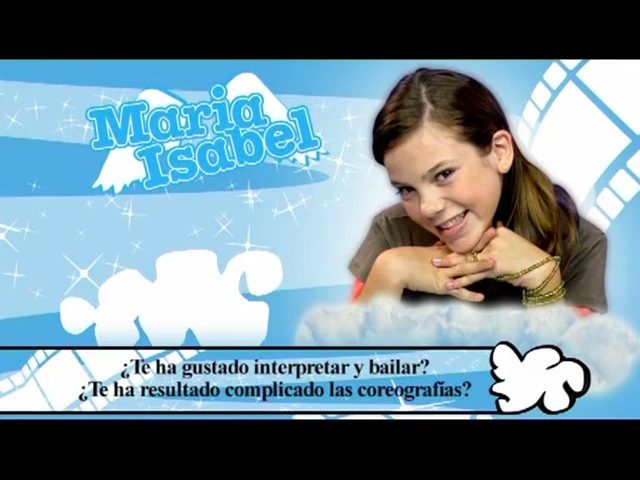 Maria
Isabel
¿Te ha gustado interpretar y bailar?
¿Te ha resultado complicado las coreografías?